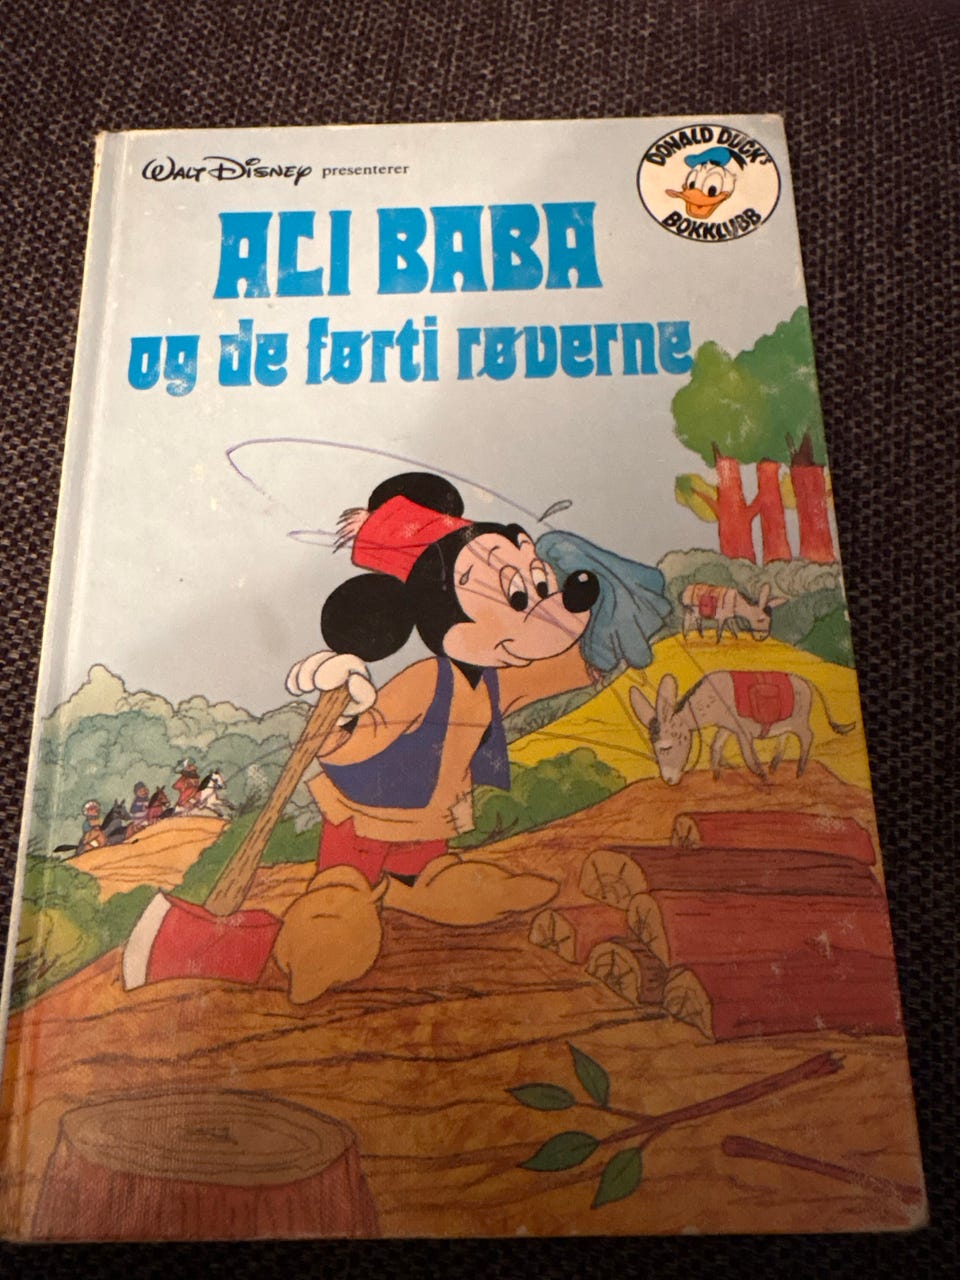 WALT DISNEY presenterer
DONALD DUCK's
BOKKLUBB
ALI BABA
og de førti røverne